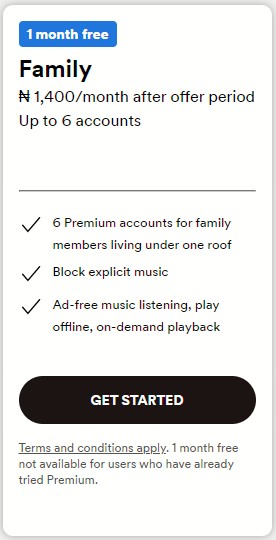 1 month free
Family
₦ 1,400/month after offer period
Up to 6 accounts
6 Premium accounts for family
members living under one roof
Block explicit music
Ad-free music listening, play
offline, on-demand playback
GET STARTED
Terms and conditions apply. 1 month free
not available for users who have already
tried Premium.